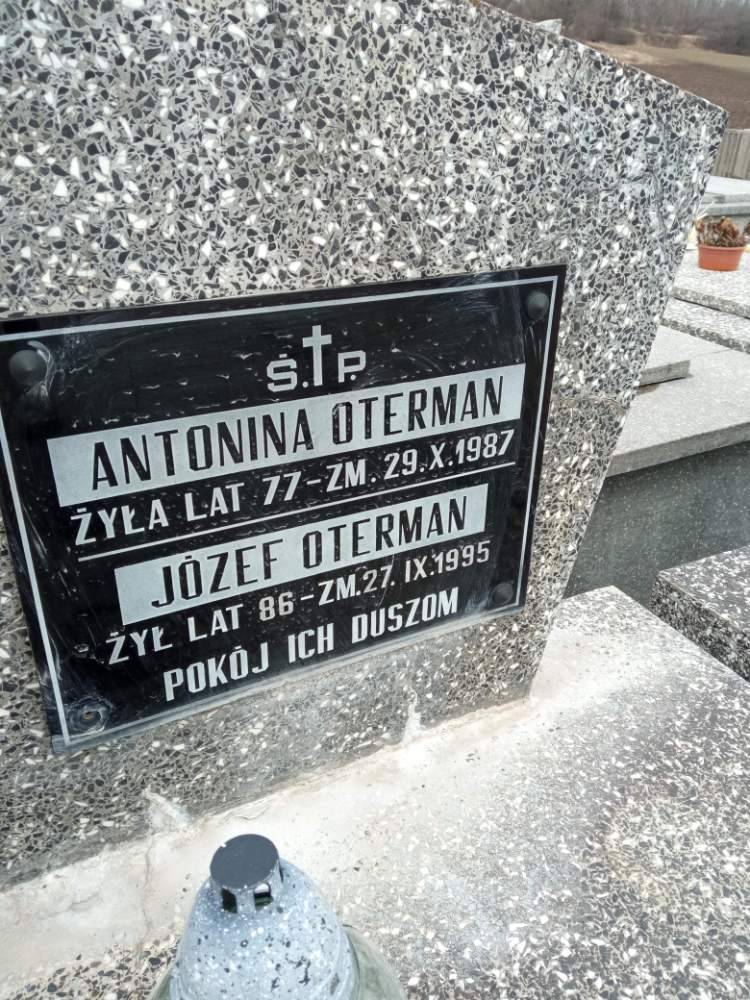 Ś.P.
ANTONINA OTERMAN
ŻYŁA LAT 77-ZM. 29.X.1987
JÓZEF OTERMAN
ŻYŁ LAT 86-ZM.27.IX.1995
POKÓJ ICH DUSZOM